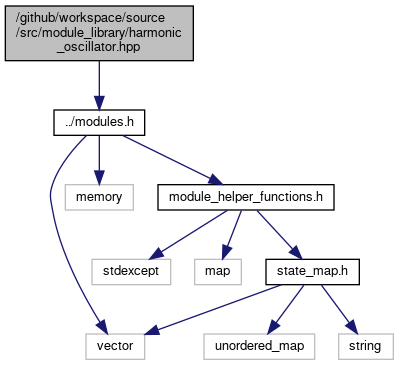 /github/workspace/source
/src/module_library/harmonic
_oscillator.hpp
../modules.h
memory
module_helper_functions.h
stdexcept
map
state_map.h
vector
unordered_map
string